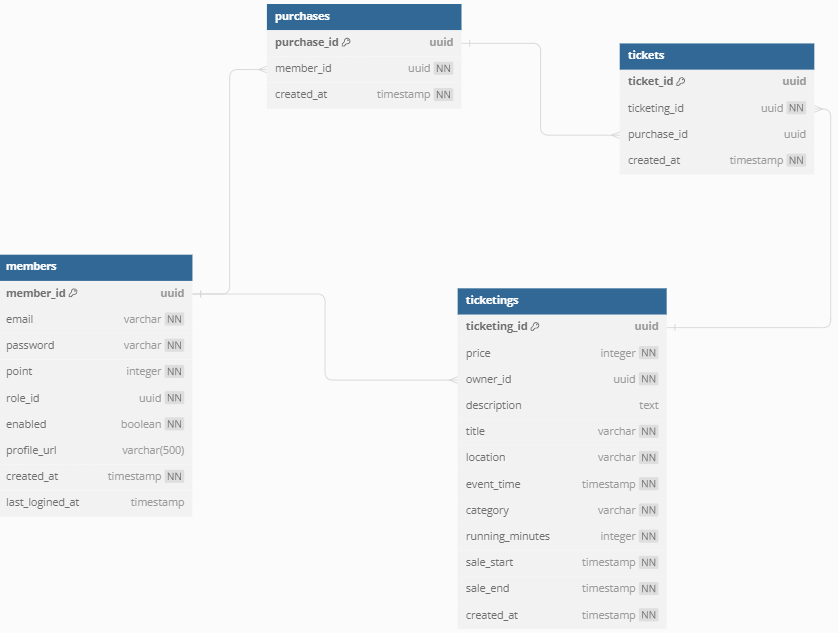 purchases
purchase_id uuid
member_id uuid NN
created_at timestamp NN
tickets
ticket_id uuid
ticketing_id uuid NN
purchase_id uuid
created_at timestamp NN
members
member_id uuid
email varchar NN
password varchar NN
point integer NN
role_id uuid NN
enabled boolean NN
profile_url varchar(500)
created_at timestamp NN
last_logined_at timestamp
ticketings
ticketing_id uuid
price integer NN
owner_id uuid NN
description text
title varchar NN
location varchar NN
event_time timestamp NN
category varchar NN
running_minutes integer NN
sale_start timestamp NN
sale_end timestamp NN
created_at timestamp NN